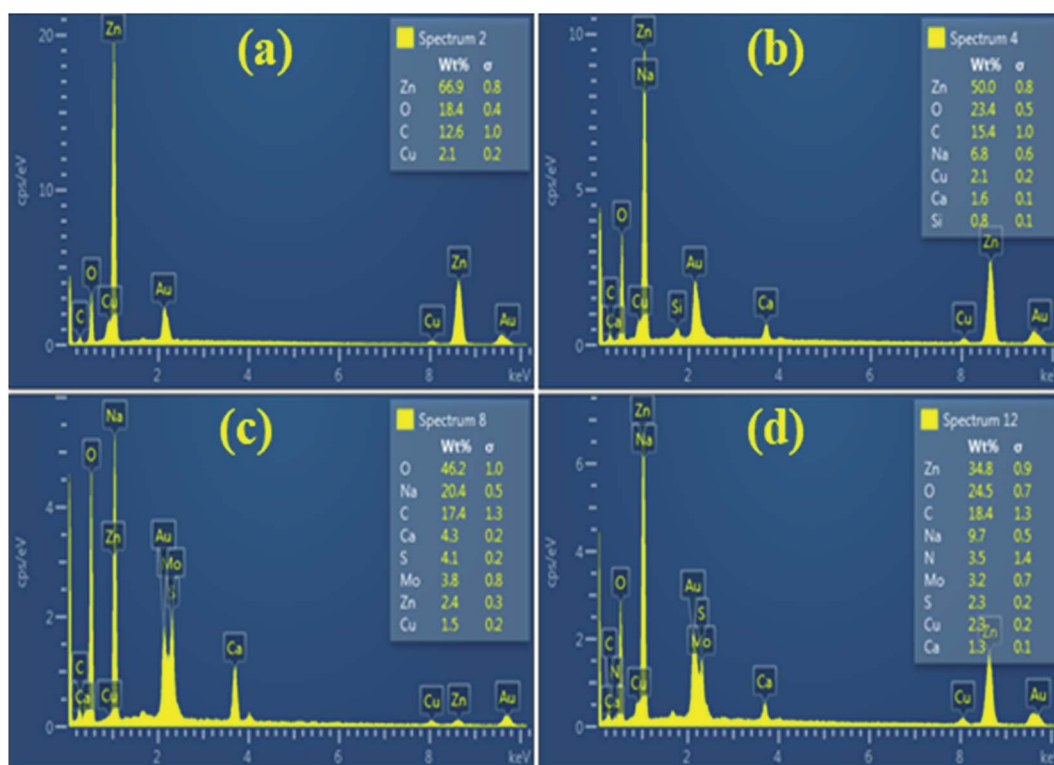 (a)
Spectrum 2
Wt% σ
Zn 66.9 0.8
O 18.4 0.4
C 12.6 1.0
Cu 2.1 0.2
20
10
0
cps/eV
Zn
O
C
Cu
Au
Cu
Zn
Au
2 4 6 8 keV
(b)
Spectrum 4
Wt% σ
Zn 50.0 0.8
O 23.4 0.5
C 15.4 1.0
Na 6.8 0.6
Cu 2.1 0.2
Ca 1.6 0.1
Si 0.8 0.1
10
5
0
cps/eV
Zn
Na
O
C
Ca
Cu
Si
Au
Ca
Cu
Zn
Au
2 4 6 8 keV
(c)
Spectrum 8
Wt% σ
O 46.2 1.0
Na 20.4 0.5
C 17.4 1.3
Ca 4.3 0.2
S 4.1 0.2
Mo 3.8 0.8
Zn 2.4 0.3
Cu 1.5 0.2
4
2
0
cps/eV
Na
O
Zn
C
Ca
Cu
Au
Mo
S
Ca
Cu
Zn
Au
2 4 6 8 keV
(d)
Spectrum 12
Wt% σ
Zn 34.8 0.9
O 24.5 0.7
C 18.4 1.3
Na 9.7 0.5
N 3.5 1.4
Mo 3.2 0.7
S 2.3 0.2
Cu 2.3 0.2
Ca 1.3 0.1
6
4
2
0
cps/eV
Zn
Na
O
C
N
Ca
Cu
Au
S
Mo
Ca
Cu
Zn
Au
2 4 6 8 keV